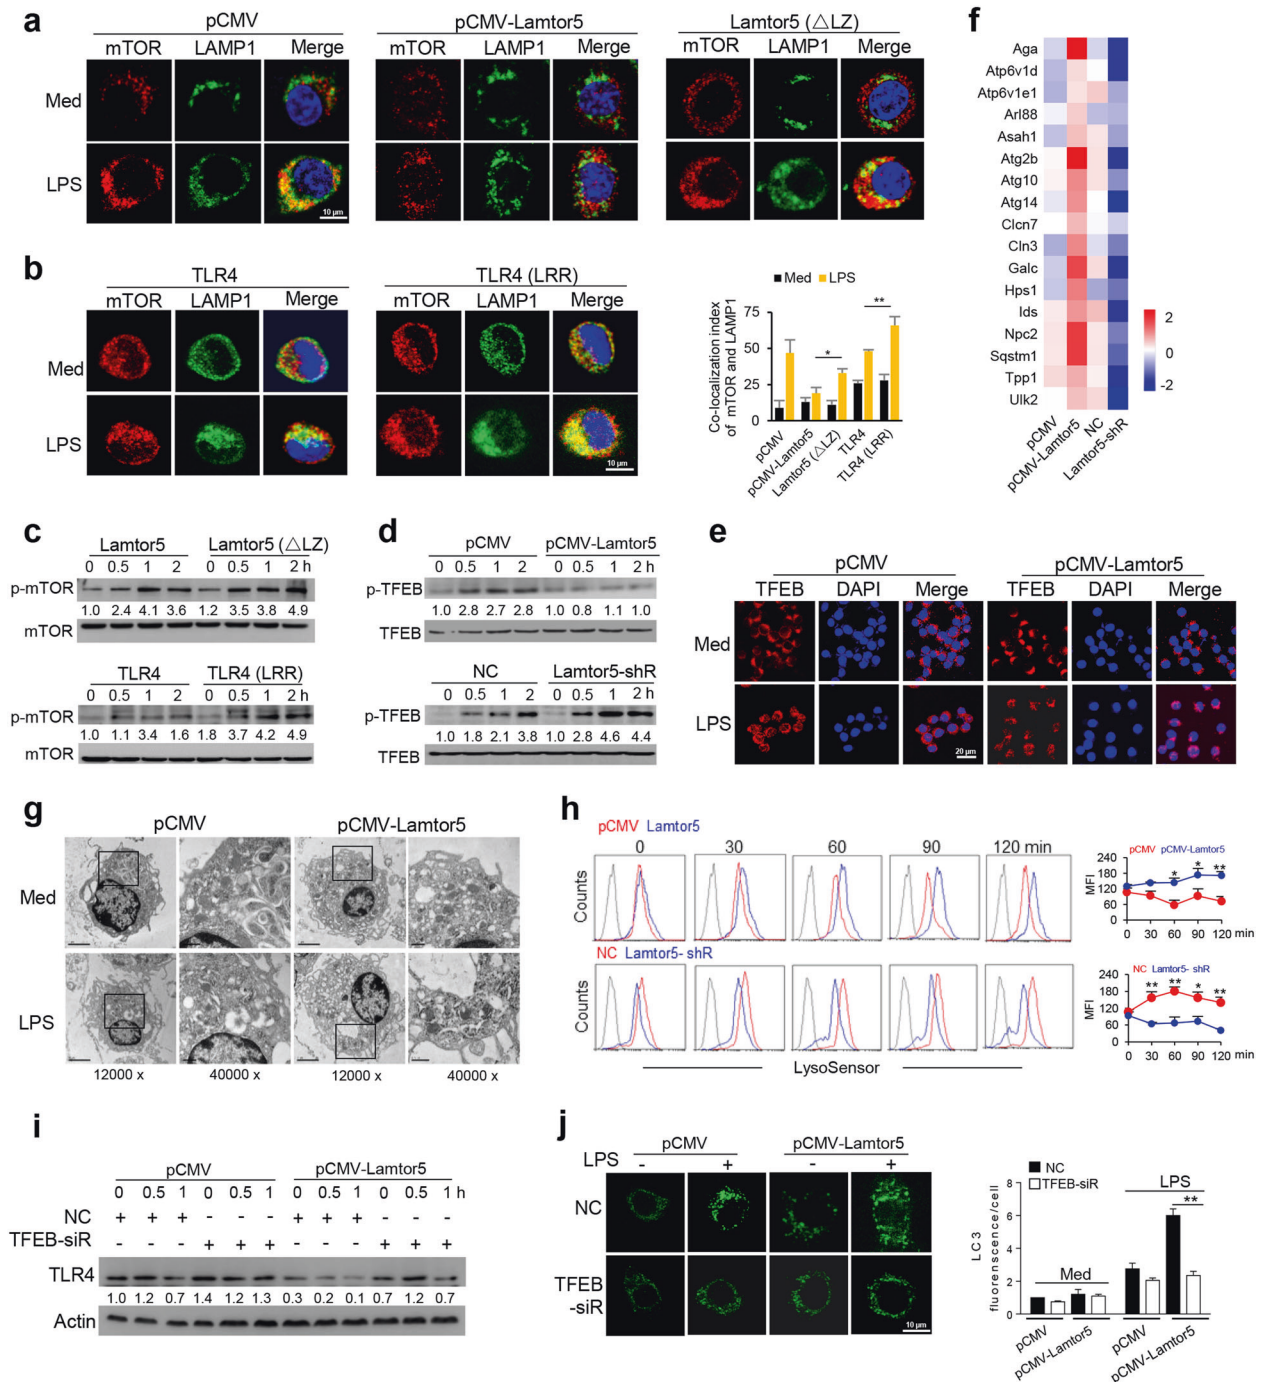 a
pCMV
pCMV-Lamtor5
Lamtor5 (△LZ)
mTOR LAMP1 Merge
mTOR LAMP1 Merge
mTOR LAMP1 Merge
Med
LPS
10 µm
b
TLR4
TLR4 (LRR)
mTOR LAMP1 Merge
mTOR LAMP1 Merge
Med
LPS
10 µm
Med LPS
Co-localization index
of mTOR and LAMP1
75
50
25
0
*
**
pCMV
pCMV-Lamtor5
Lamtor5 (△LZ)
TLR4
TLR4 (LRR)
f
Aga
Atp6v1d
Atp6v1e1
Arl88
Asah1
Atg2b
Atg10
Atg14
Clcn7
Cln3
Galc
Hps1
Ids
Npc2
Sqstm1
Tpp1
Ulk2
pCMV
pCMV-Lamtor5
NC
Lamtor5-shR
2
1
0
-2
c
Lamtor5
Lamtor5 (△LZ)
0 0.5 1 2 0 0.5 1 2 h
p-mTOR
1.0 2.4 4.1 3.6 1.2 3.5 3.8 4.9
mTOR
TLR4
TLR4 (LRR)
0 0.5 1 2 0 0.5 1 2 h
p-mTOR
1.0 1.1 3.4 1.6 1.8 3.7 4.2 4.9
mTOR
d
pCMV
pCMV-Lamtor5
0 0.5 1 2 0 0.5 1 2 h
p-TFEB
1.0 2.8 2.7 2.8 1.0 0.8 1.1 1.0
TFEB
NC
Lamtor5-shR
0 0.5 1 2 0 0.5 1 2 h
p-TFEB
1.0 1.8 2.1 3.8 1.0 2.8 4.6 4.4
TFEB
e
pCMV
pCMV-Lamtor5
TFEB DAPI Merge TFEB DAPI Merge
Med
LPS
20 µm
g
pCMV
pCMV-Lamtor5
Med
LPS
12000 x 40000 x 12000 x 40000 x
h
pCMV Lamtor5
0 30 60 90 120 min
Counts
NC Lamtor5- shR
Counts
LysoSensor
pCMV pCMV-Lamtor5
MFI
240
180
120
60
0
* * **
0 30 60 90 120 min
NC Lamtor5- shR
MFI
240
180
120
60
0
** ** * **
0 30 60 90 120 min
i
pCMV
pCMV-Lamtor5
0 0.5 1 0 0.5 1 0 0.5 1 0 0.5 1 h
NC + + + - - - + + + - - -
TFEB-siR - - - + + + - - - + + +
TLR4
1.0 1.2 0.7 1.4 1.2 1.3 0.3 0.2 0.1 0.7 1.2 0.7
Actin
j
pCMV
pCMV-Lamtor5
LPS - + - +
NC
TFEB
-siR
10 µm
NC
TFEB-siR
LC3
fluorescence/cell
8
6
4
2
0
Med
LPS
**
pCMV
pCMV-Lamtor5
pCMV
pCMV-Lamtor5